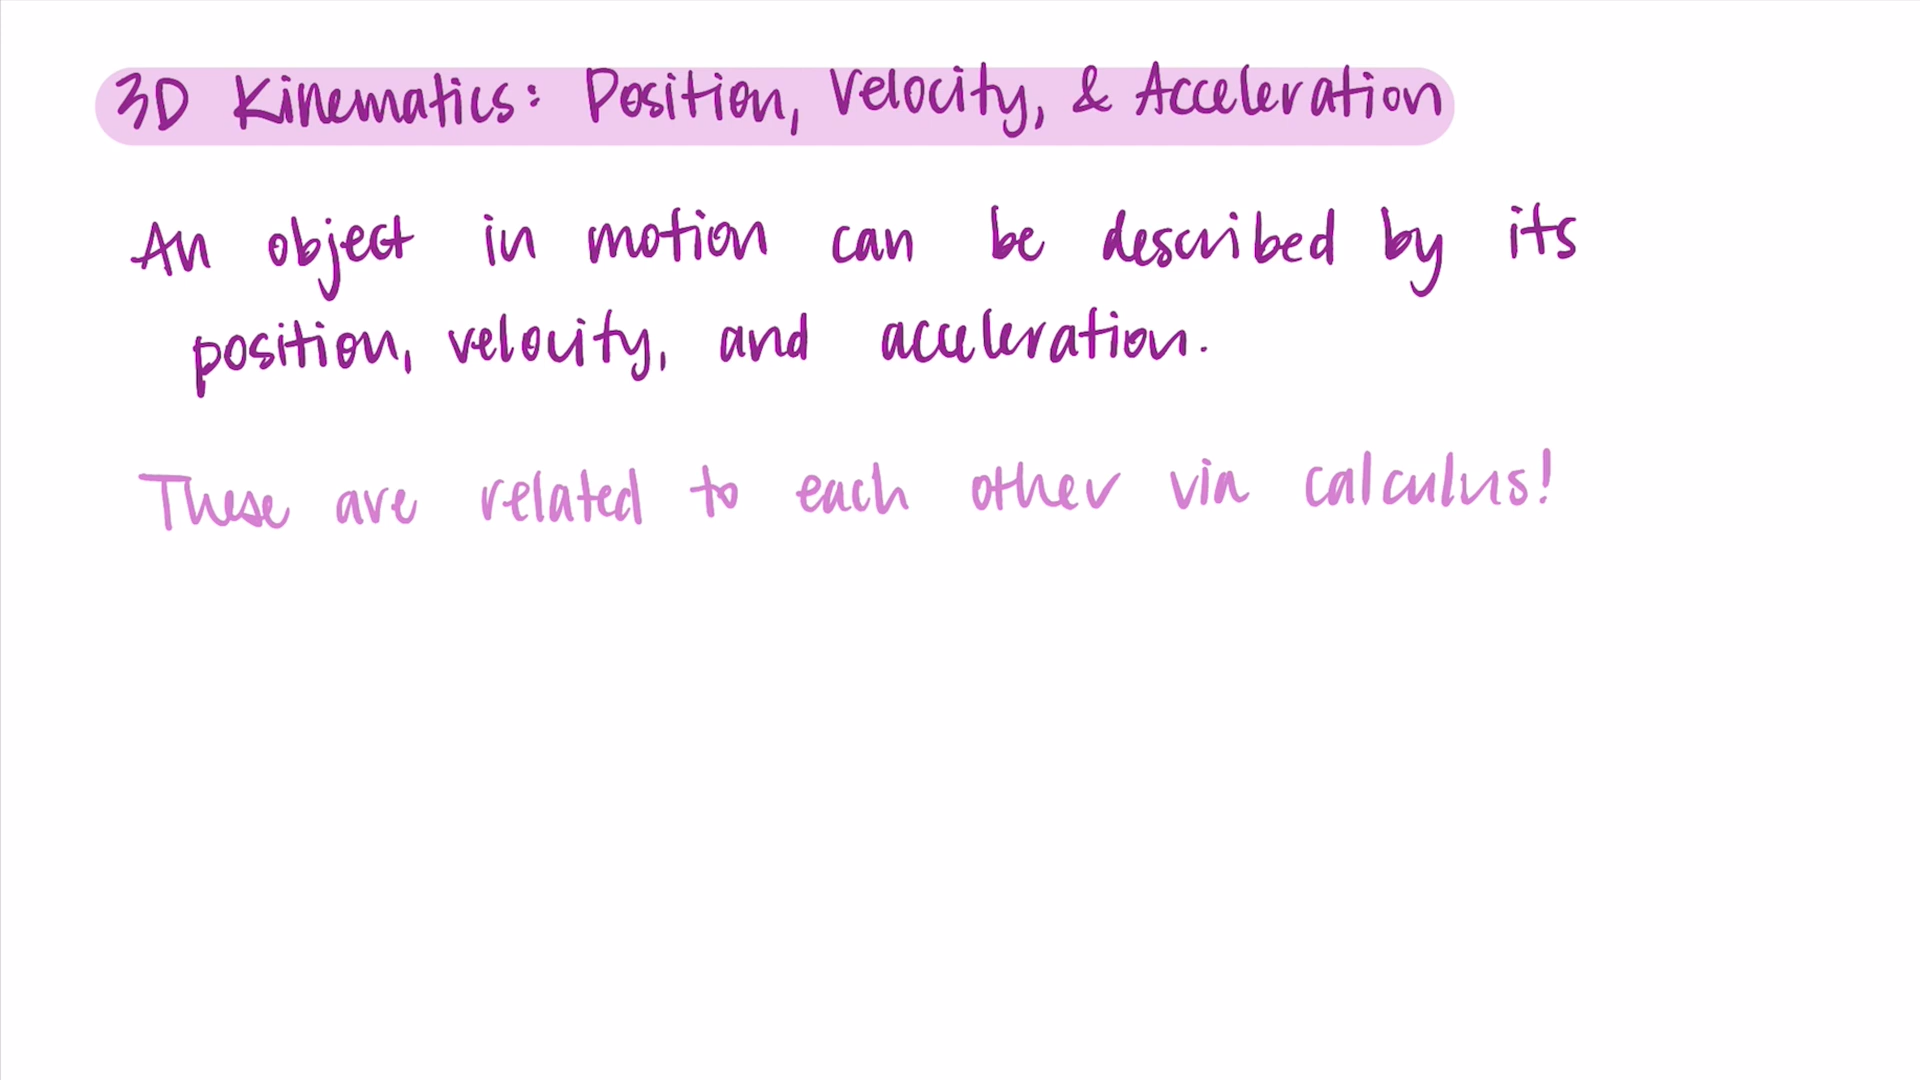 3D Kinematics: Position, Velocity, & Acceleration
An object in motion can be described by its
position, velocity, and acceleration.
These are related to each other via calculus!